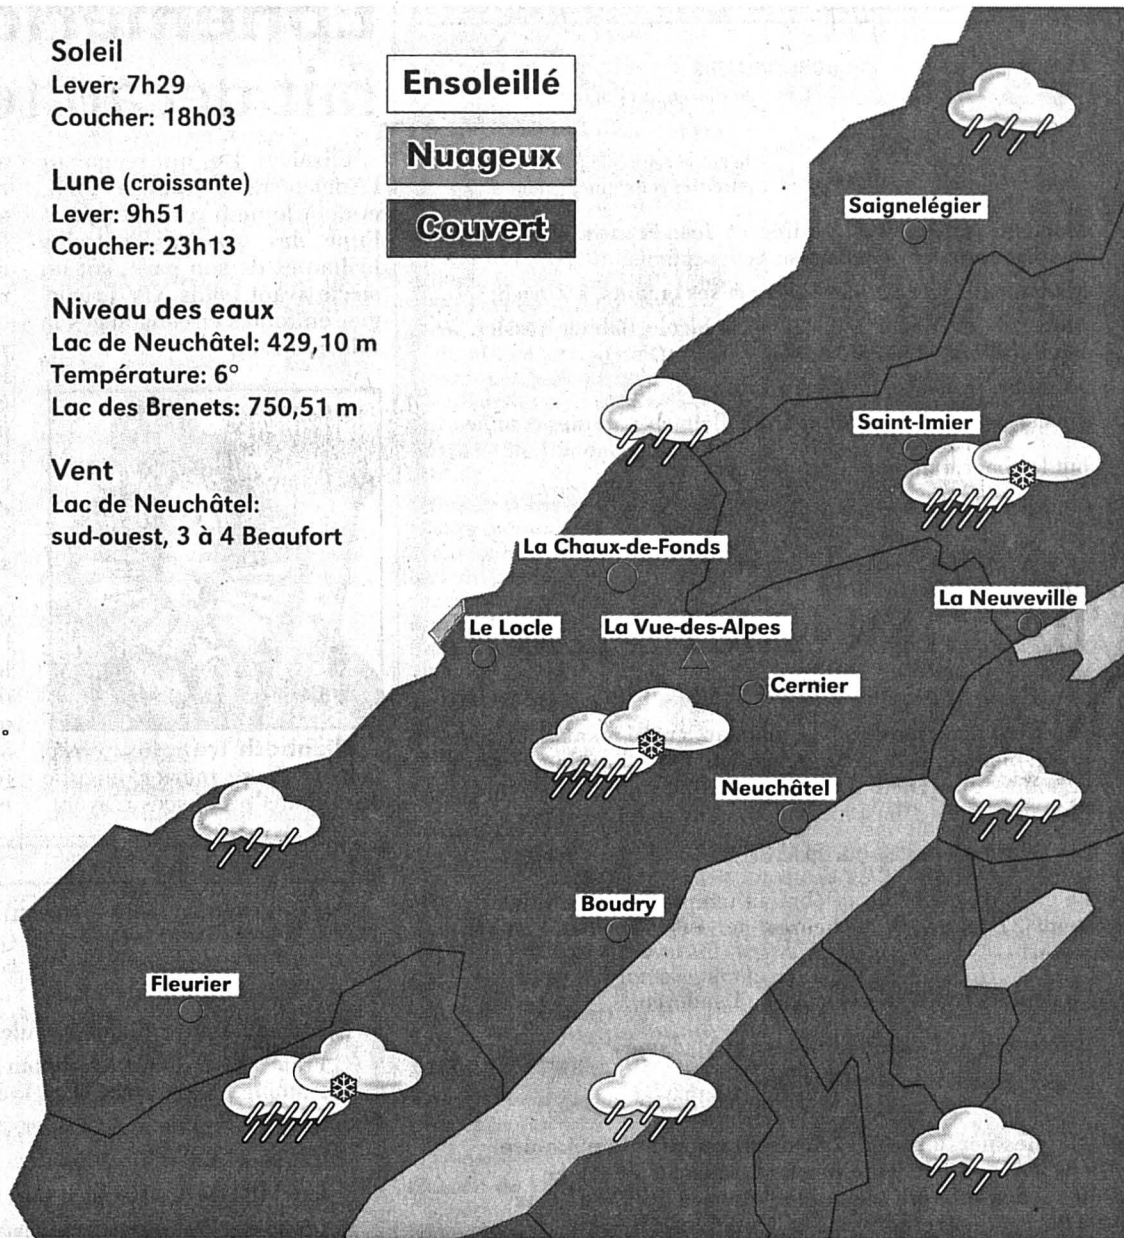 Soleil
Lever: 7h29
Coucher: 18h03
Lune (croissante)
Lever: 9h51
Coucher: 23h13
Niveau des eaux
Lac de Neuchâtel: 429,10 m
Température: 6°
Lac des Brenets: 750,51 m
Vent
Lac de Neuchâtel:
sud-ouest, 3 à 4 Beaufort
Ensoleillé
Nuageux
Couvert
Saignelégier
Saint-Imier
La Chaux-de-Fonds
La Neuveville
Le Locle
La Vue-des-Alpes
Cernier
Neuchâtel
Boudry
Fleurier